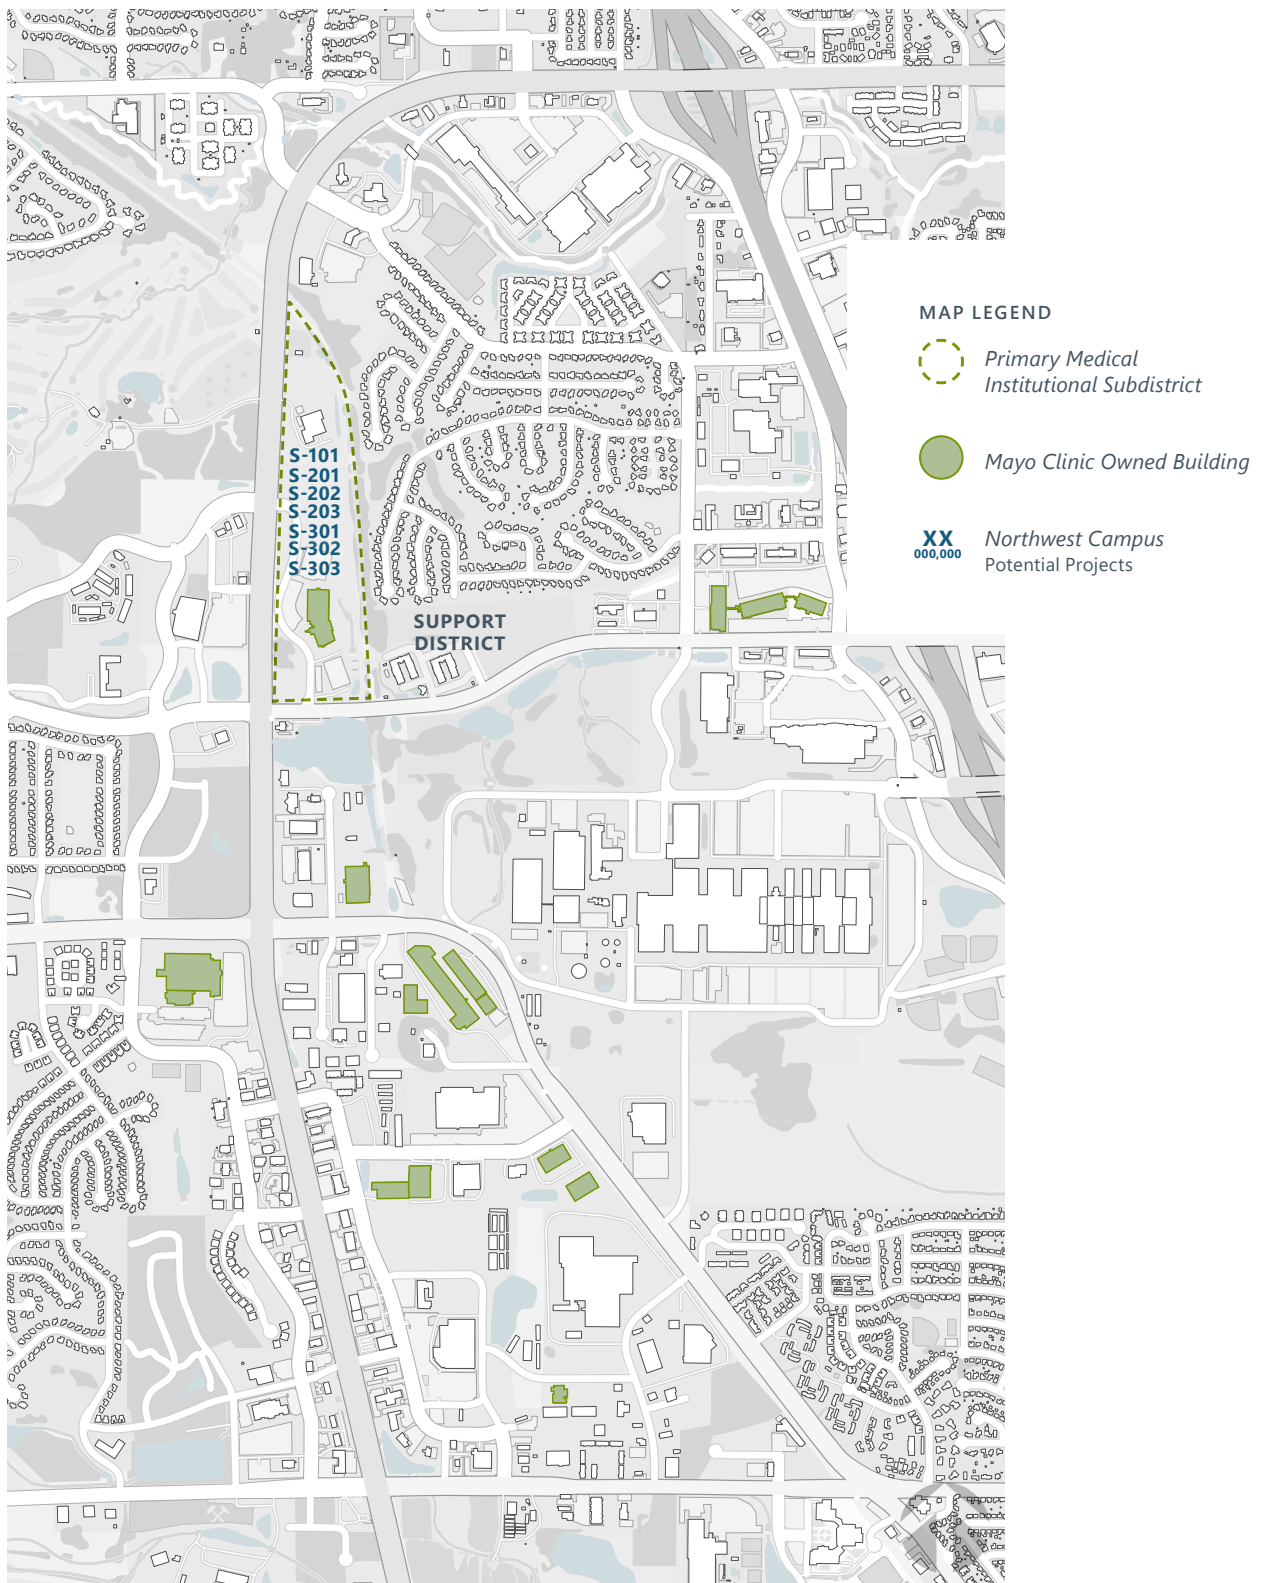 MAP LEGEND
Primary Medical
Institutional Subdistrict
Mayo Clinic Owned Building
XX
000,000
Northwest Campus
Potential Projects
S-101
S-201
S-202
S-203
S-301
S-302
S-303
SUPPORT
DISTRICT